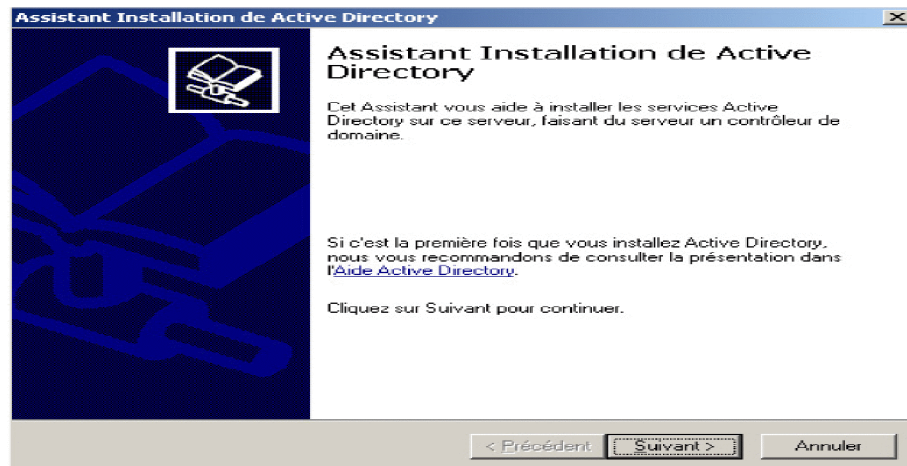 Assistant Installation de Active Directory
Assistant Installation de Active
Directory
Cet Assistant vous aide à installer les services Active
Directory sur ce serveur, faisant du serveur un contrôleur de
domaine.
Si c'est la première fois que vous installez Active Directory,
nous vous recommandons de consulter la présentation dans
l'Aide Active Directory.
Cliquez sur Suivant pour continuer.
< Précédent Suivant > Annuler